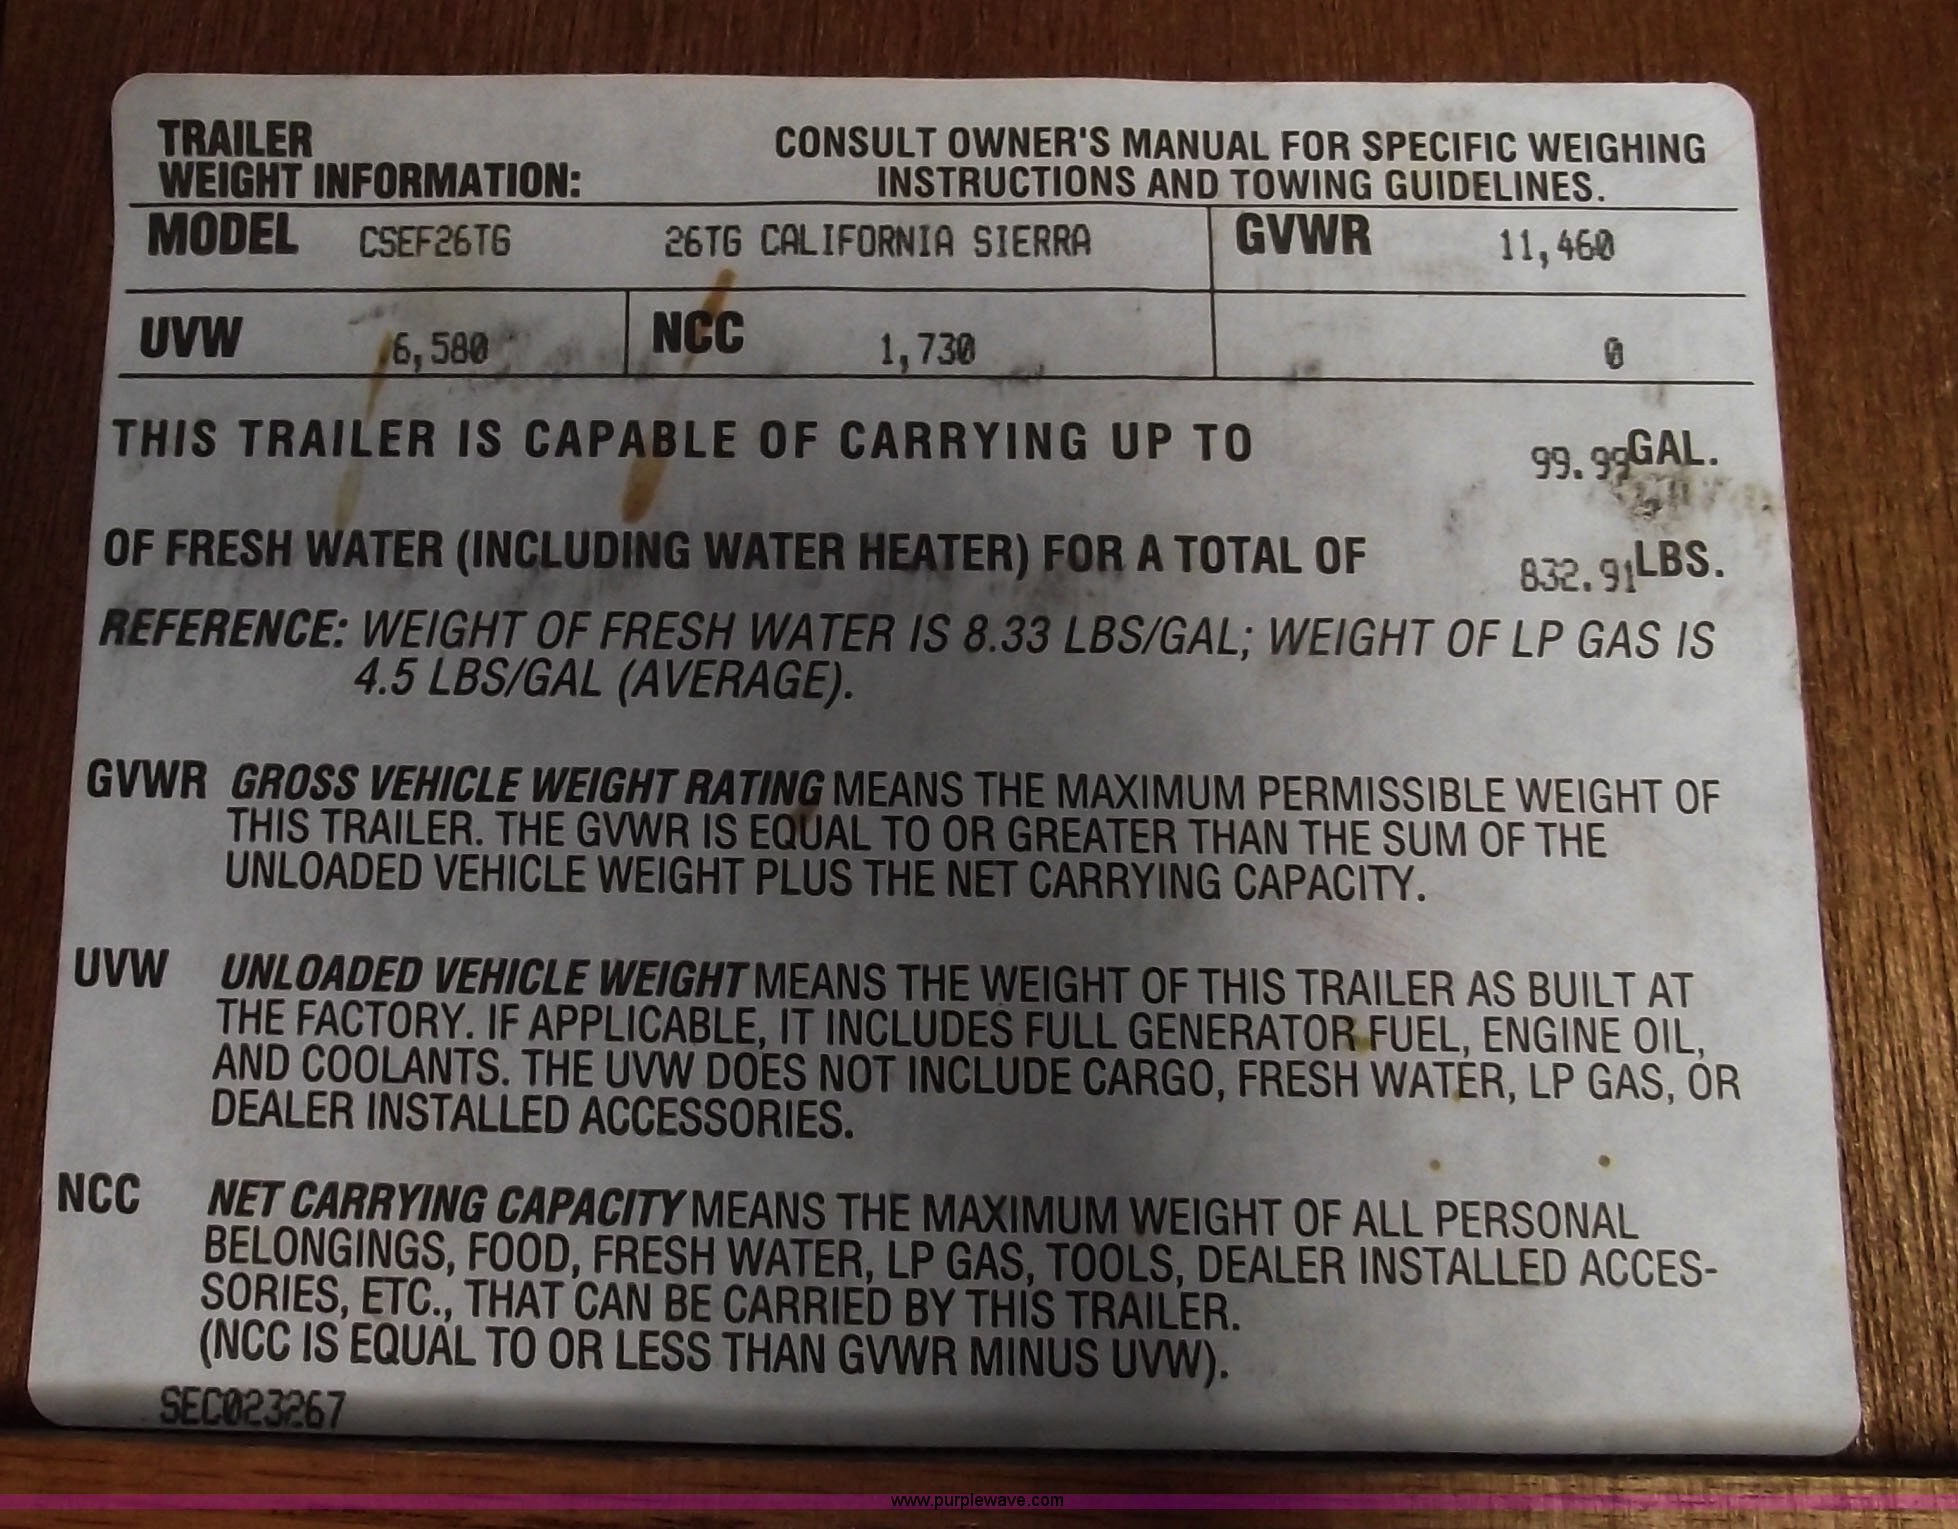 TRAILER
WEIGHT INFORMATION:
CONSULT OWNER'S MANUAL FOR SPECIFIC WEIGHING
INSTRUCTIONS AND TOWING GUIDELINES.
MODEL CSEF26TG 26TG CALIFORNIA SIERRA GVWR 11,460
UVW 6,580 NCC 1,730 0
THIS TRAILER IS CAPABLE OF CARRYING UP TO 99.99 GAL.
OF FRESH WATER (INCLUDING WATER HEATER) FOR A TOTAL OF 832.91 LBS.
REFERENCE: WEIGHT OF FRESH WATER IS 8.33 LBS/GAL; WEIGHT OF LP GAS IS
4.5 LBS/GAL (AVERAGE).
GVWR GROSS VEHICLE WEIGHT RATING MEANS THE MAXIMUM PERMISSIBLE WEIGHT OF
THIS TRAILER. THE GVWR IS EQUAL TO OR GREATER THAN THE SUM OF THE
UNLOADED VEHICLE WEIGHT PLUS THE NET CARRYING CAPACITY.
UVW UNLOADED VEHICLE WEIGHT MEANS THE WEIGHT OF THIS TRAILER AS BUILT AT
THE FACTORY. IF APPLICABLE, IT INCLUDES FULL GENERATOR FUEL, ENGINE OIL,
AND COOLANTS. THE UVW DOES NOT INCLUDE CARGO, FRESH WATER, LP GAS, OR
DEALER INSTALLED ACCESSORIES.
NCC NET CARRYING CAPACITY MEANS THE MAXIMUM WEIGHT OF ALL PERSONAL
BELONGINGS, FOOD, FRESH WATER, LP GAS, TOOLS, DEALER INSTALLED ACCES-
SORIES, ETC., THAT CAN BE CARRIED BY THIS TRAILER.
(NCC IS EQUAL TO OR LESS THAN GVWR MINUS UVW).
SEC023267
www.purplewave.com